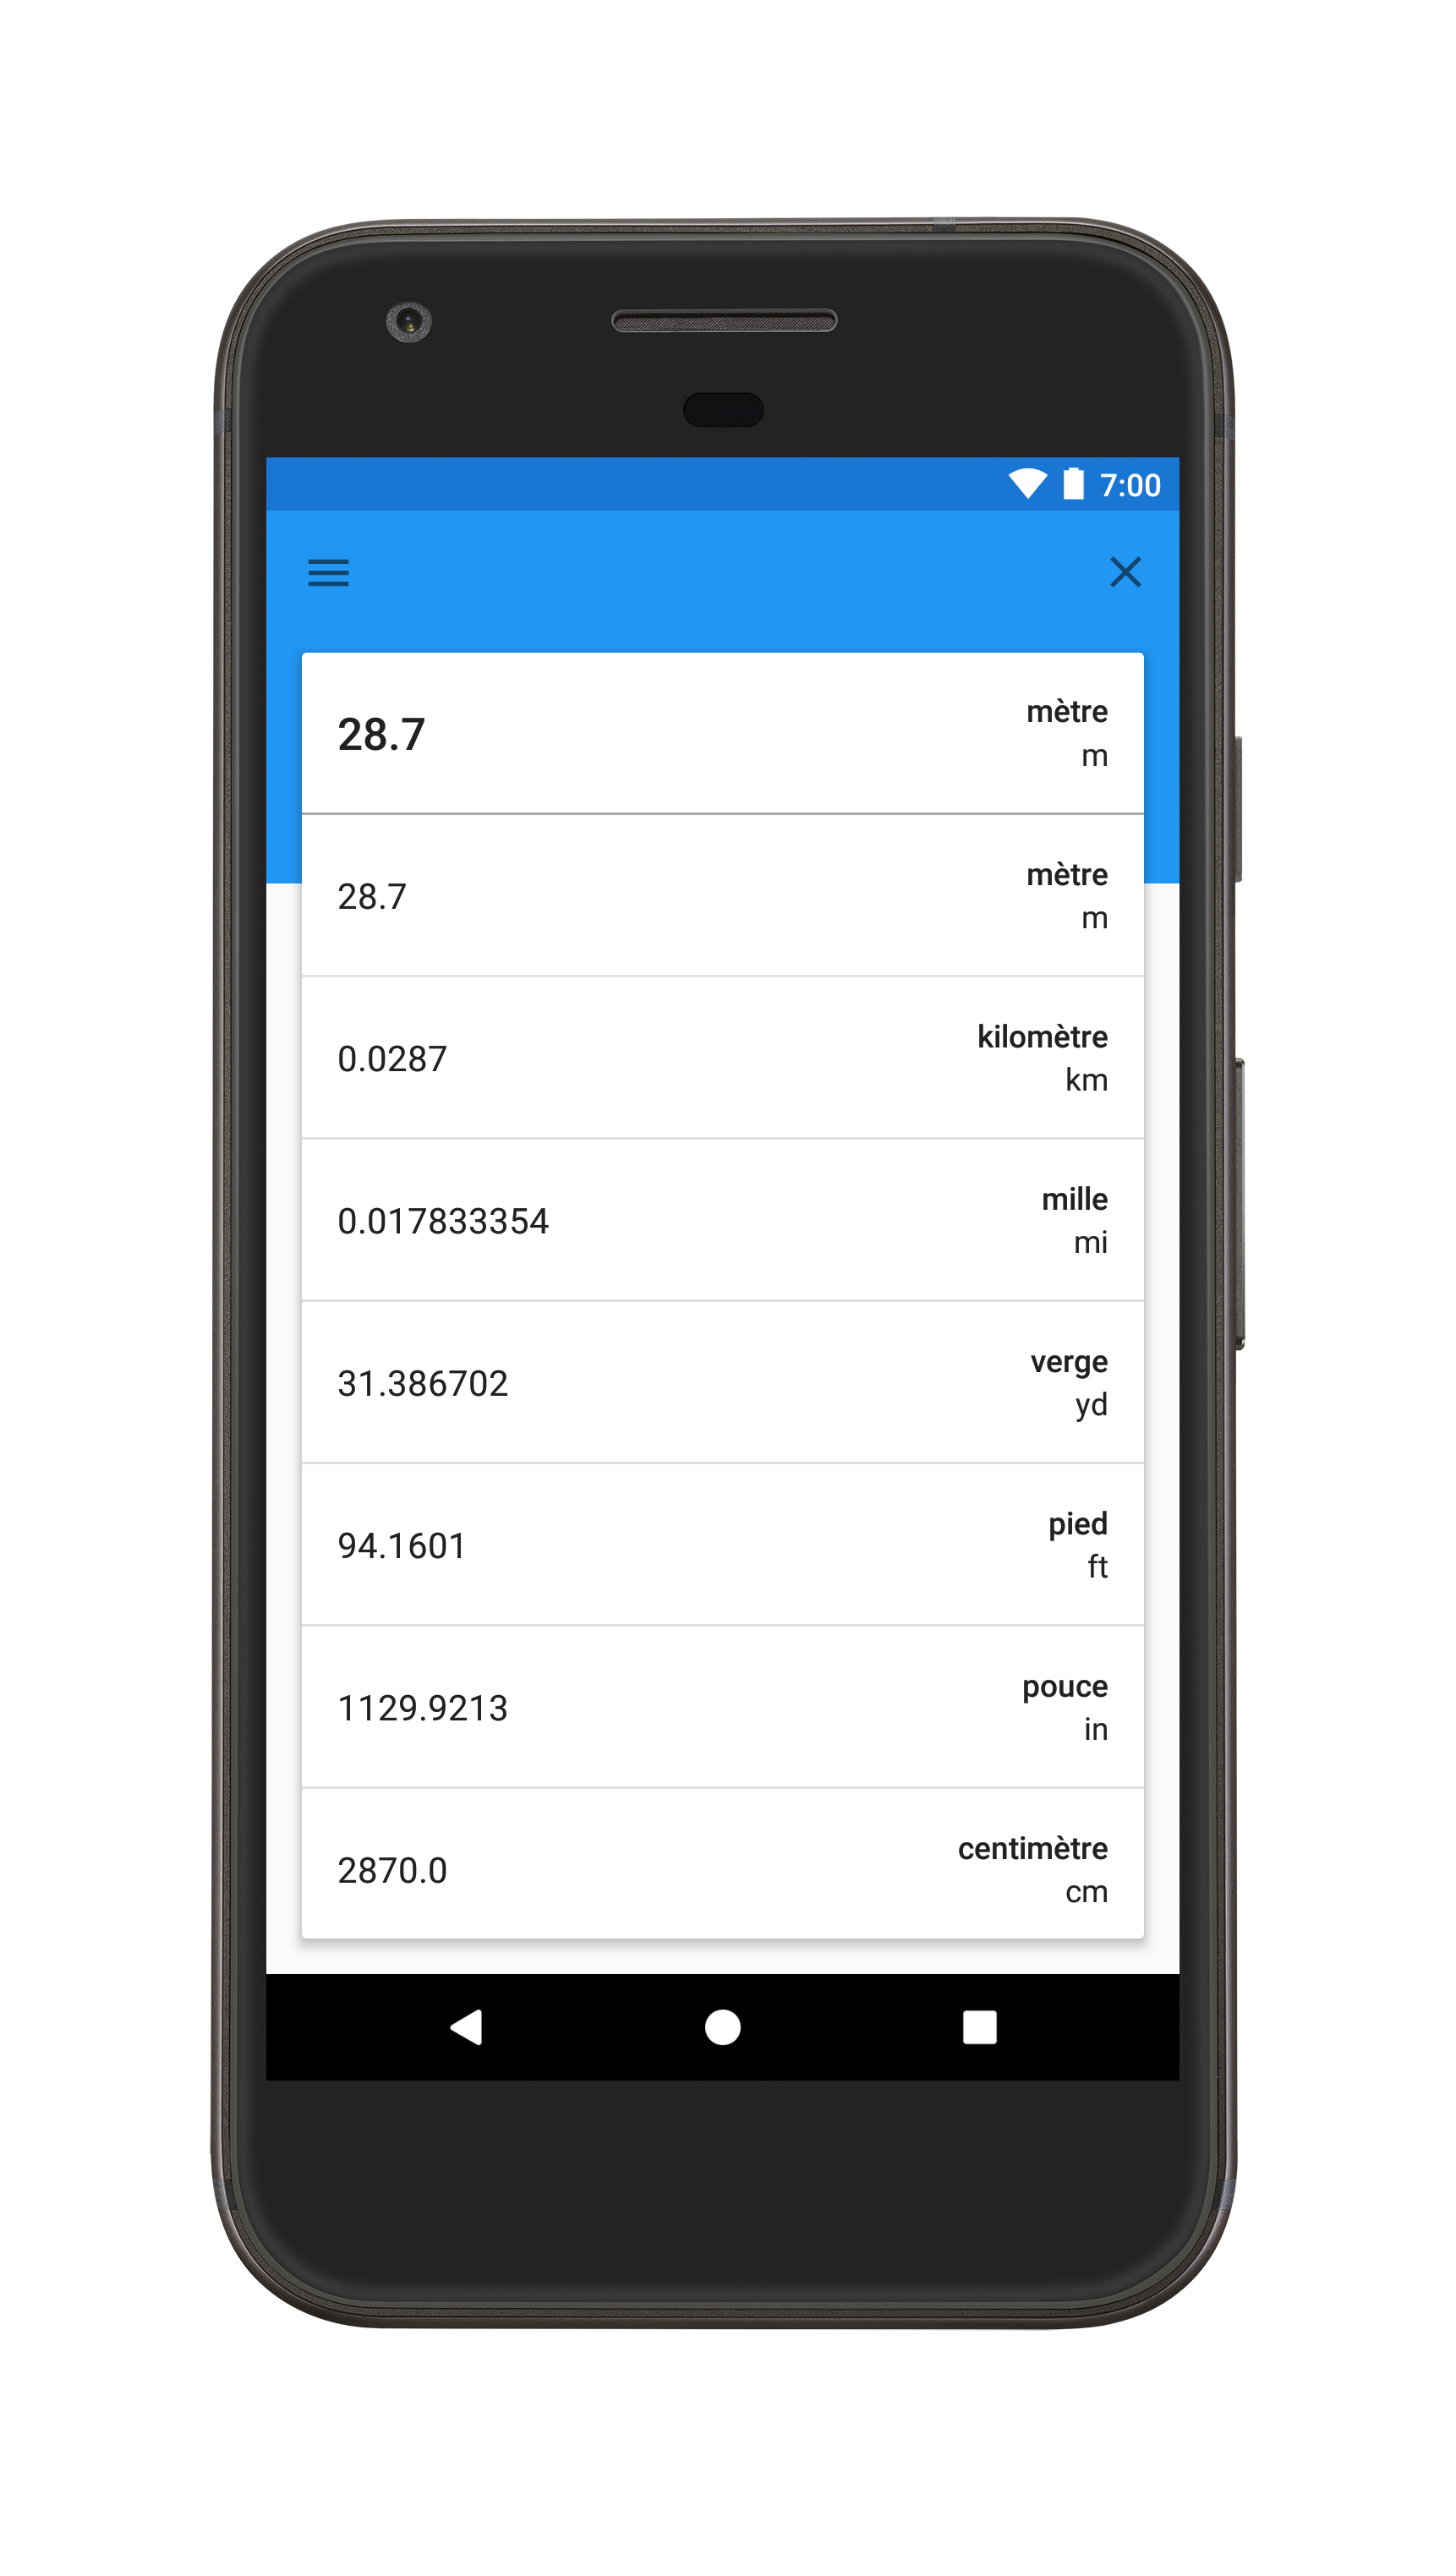 7:00
28.7
mètre
m
28.7
mètre
m
0.0287
kilomètre
km
0.017833354
mille
mi
31.386702
verge
yd
94.1601
pied
ft
1129.9213
pouce
in
2870.0
centimètre
cm